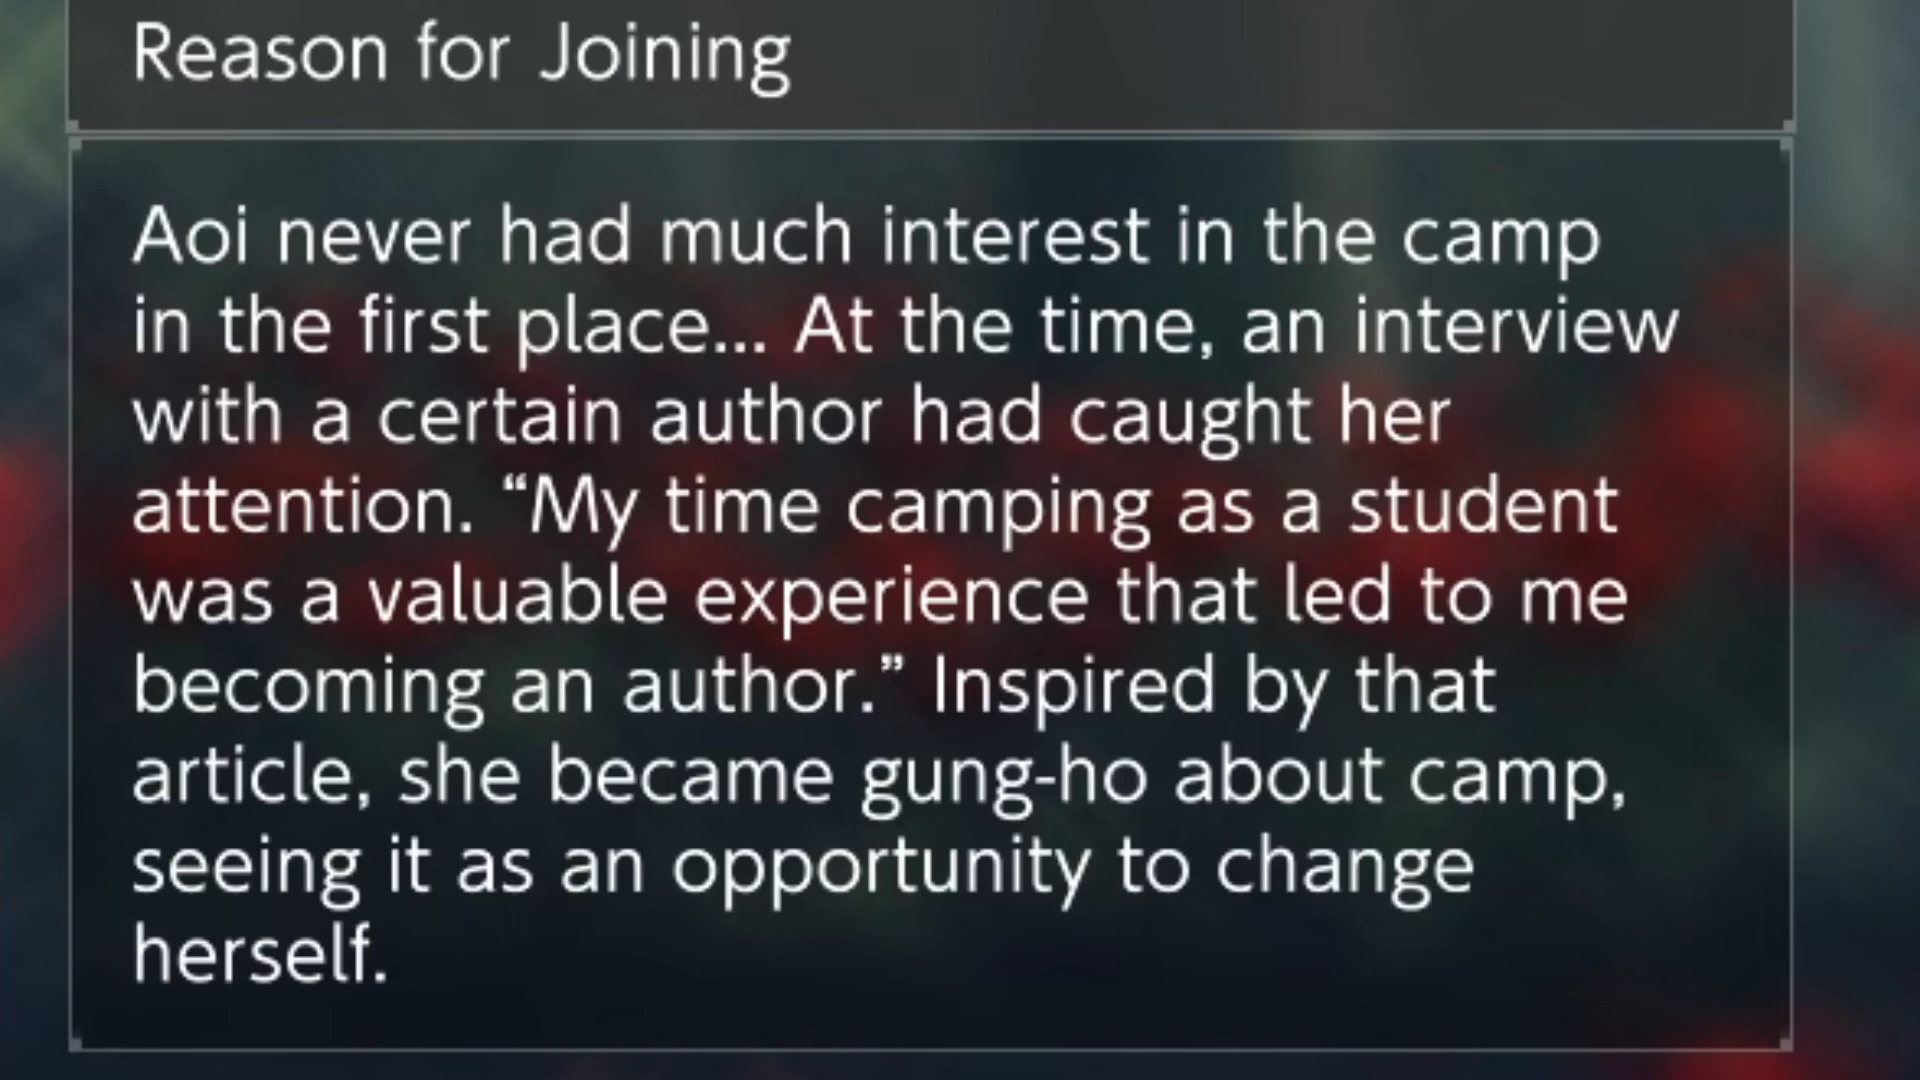 Reason for Joining
Aoi never had much interest in the camp
in the first place... At the time, an interview
with a certain author had caught her
attention. “My time camping as a student
was a valuable experience that led to me
becoming an author.” Inspired by that
article, she became gung-ho about camp,
seeing it as an opportunity to change
herself.